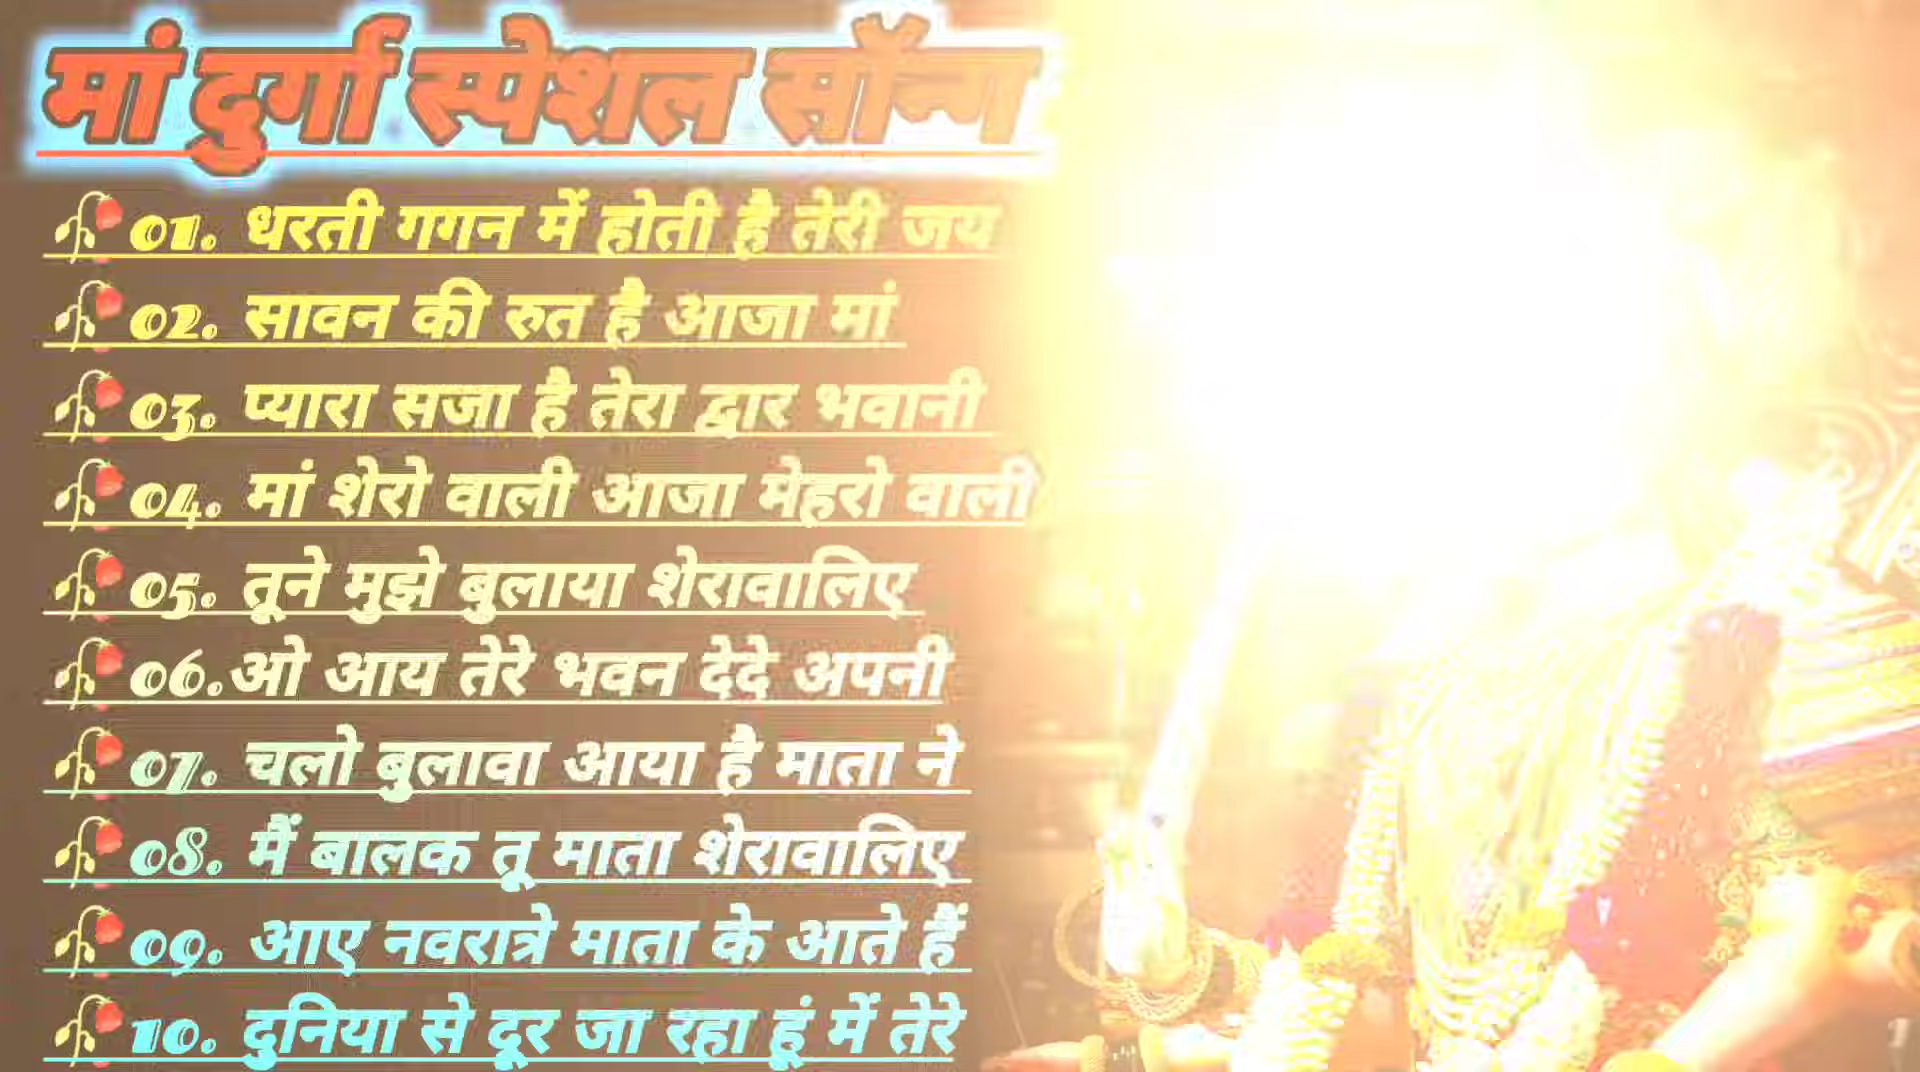 मां दुर्गा स्पेशल सॉन्ग
01. धरती गगन में होती है तेरी जय
02. सावन की रुत है आजा मां
03. प्यारा सजा है तेरा द्वार भवानी
04. मां शेरो वाली आजा मेहरो वाली
05. तूने मुझे बुलाया शेरावालिए
06.ओ आय तेरे भवन देदे अपनी
07. चलो बुलावा आया है माता ने
08. मैं बालक तू माता शेरावालिए
09. आए नवरात्रे माता के आते हैं
10. दुनिया से दूर जा रहा हूं में तेरे